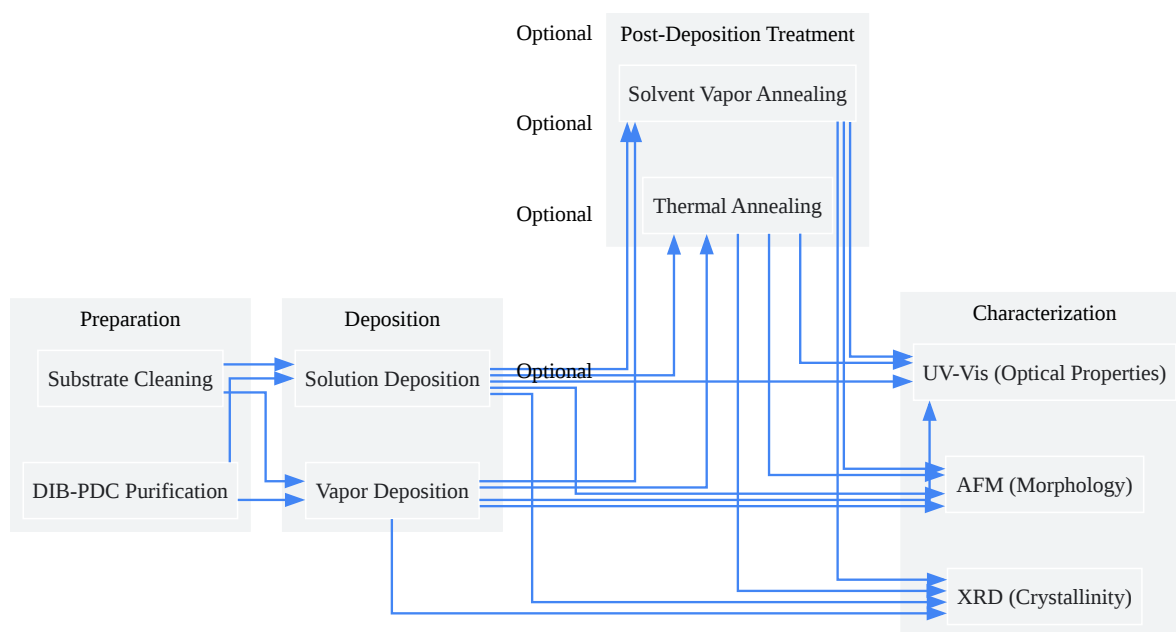 Optional
Post-Deposition Treatment
Solvent Vapor Annealing
Optional
Thermal Annealing
Optional
Preparation
Deposition
Characterization
Substrate Cleaning
Solution Deposition
Optional
UV-Vis (Optical Properties)
DIB-PDC Purification
Vapor Deposition
AFM (Morphology)
XRD (Crystallinity)